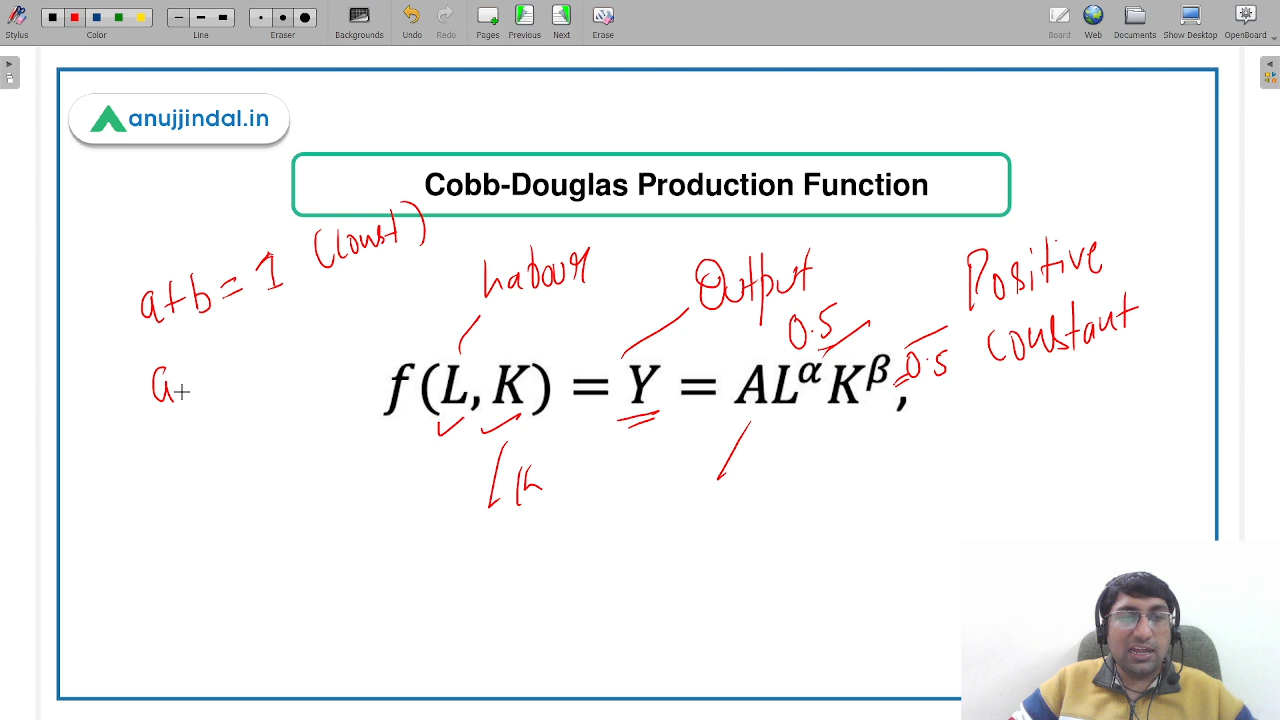 Stylus Color Line Eraser Backgrounds Undo Redo Pages Previous Next Erase Board Web Documents Show Desktop OpenBoard
anujjindal.in
Cobb-Douglas Production Function
a+b = 1 (Const)
Labour
Output
Positive
constant
0.5
0.5
f(L, K) = Y = AL^α K^β,
a
K